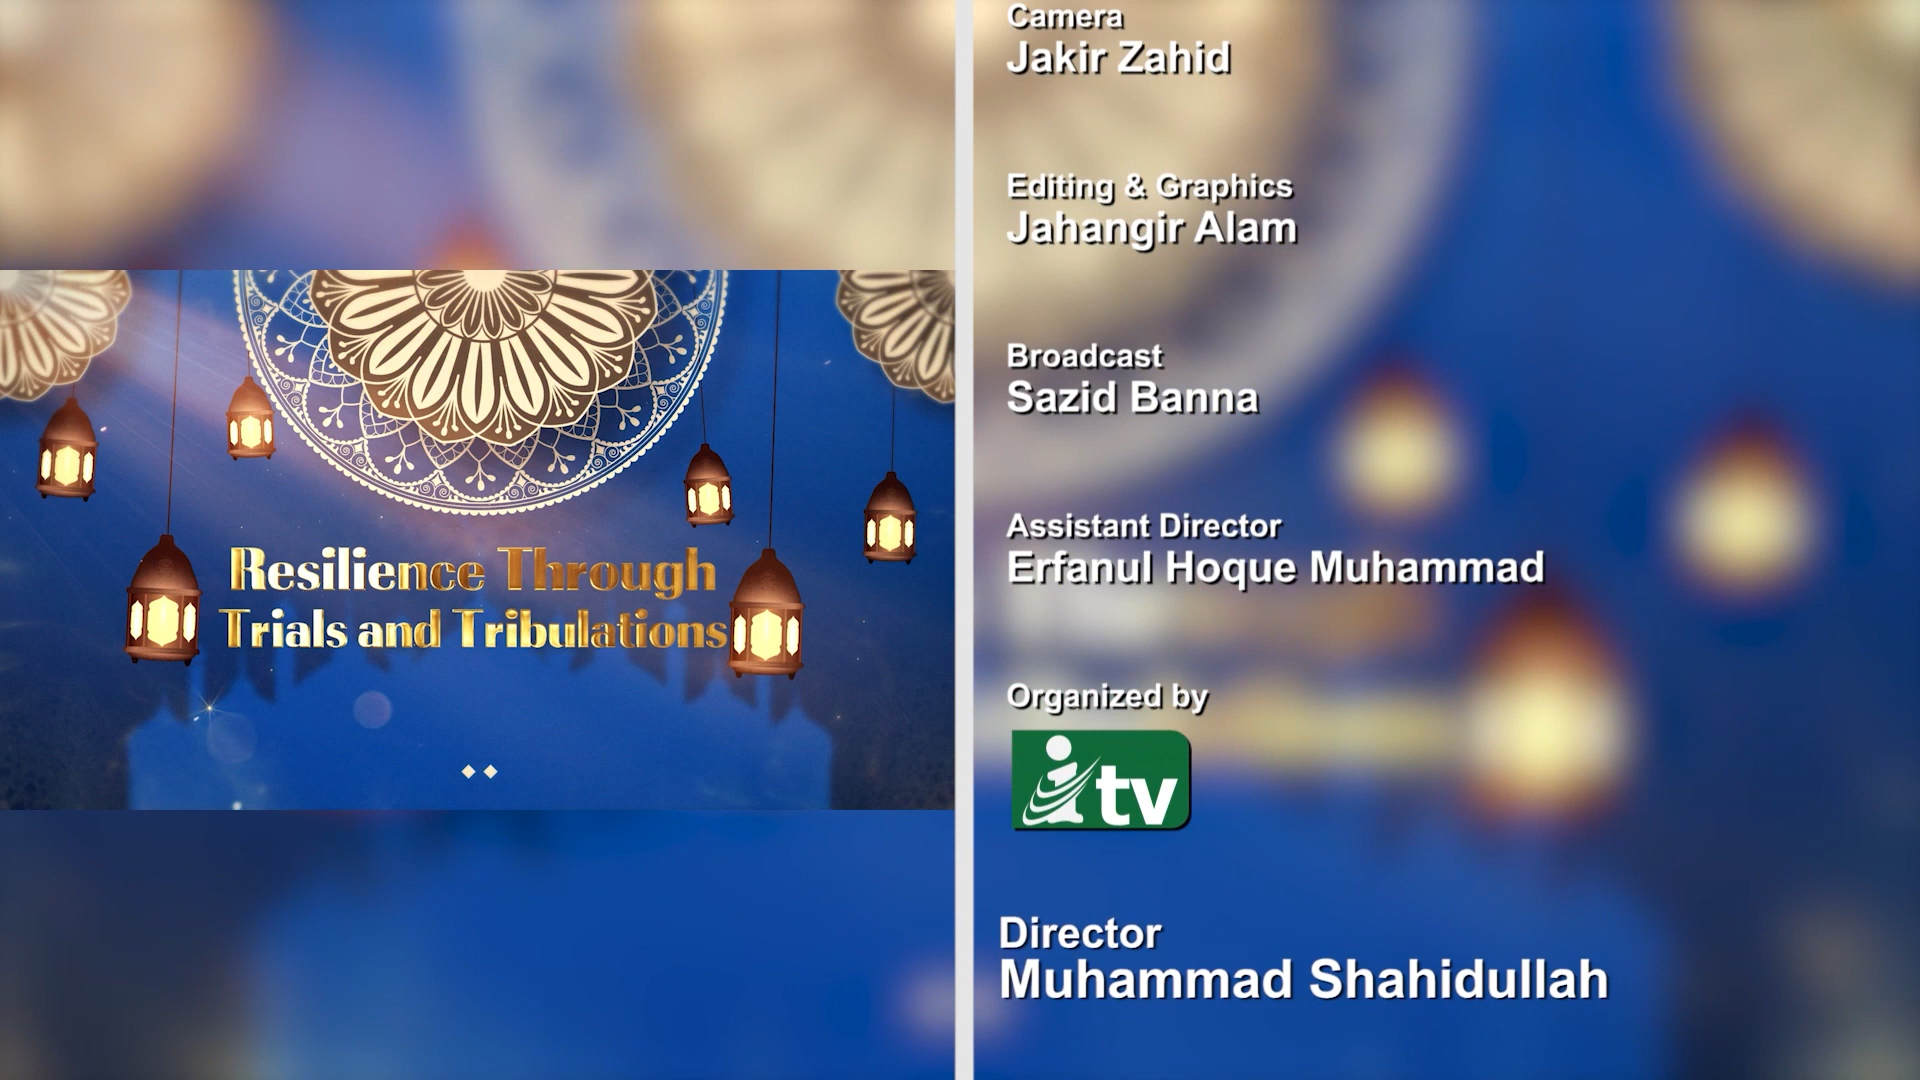 Resilience Through
Trials and Tribulations
Camera
Jakir Zahid
Editing & Graphics
Jahangir Alam
Broadcast
Sazid Banna
Assistant Director
Erfanul Hoque Muhammad
Organized by
itv
Director
Muhammad Shahidullah